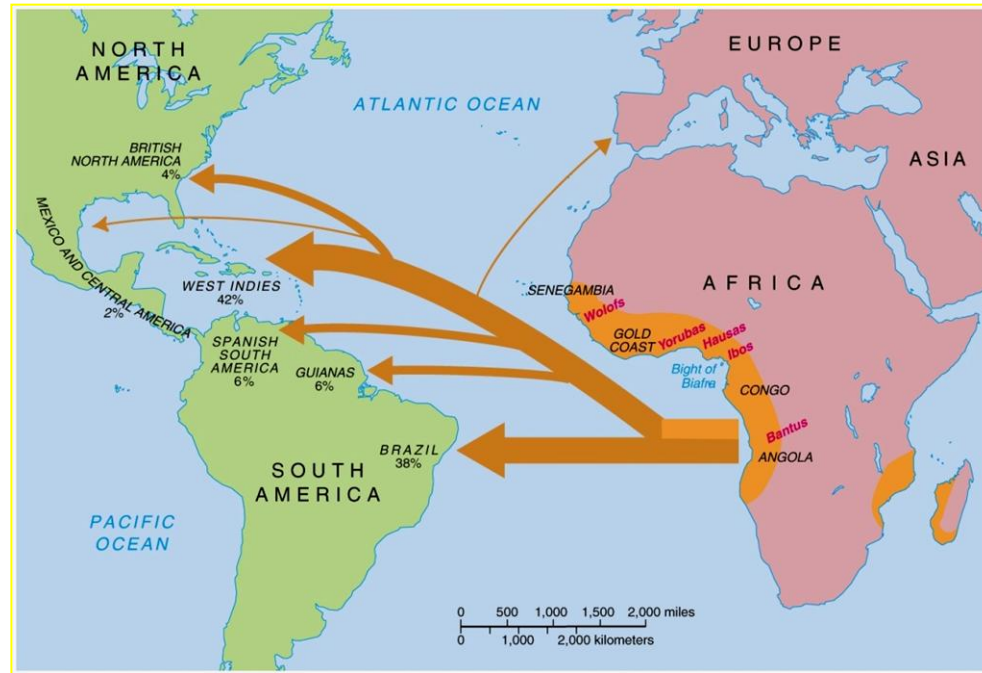 NORTH
AMERICA
EUROPE
ATLANTIC OCEAN
ASIA
BRITISH
NORTH AMERICA
4%
MEXICO AND CENTRAL AMERICA
2%
WEST INDIES
42%
AFRICA
SENEGAMBIA
Wolofs
GOLD
COAST
Yorubas
Hausas
Ibos
Bight of
Biafra
SPANISH
SOUTH
AMERICA
6%
GUIANAS
6%
CONGO
Bantus
ANGOLA
BRAZIL
38%
SOUTH
AMERICA
PACIFIC
OCEAN
0 500 1,000 1,500 2,000 miles
0 1,000 2,000 kilometers